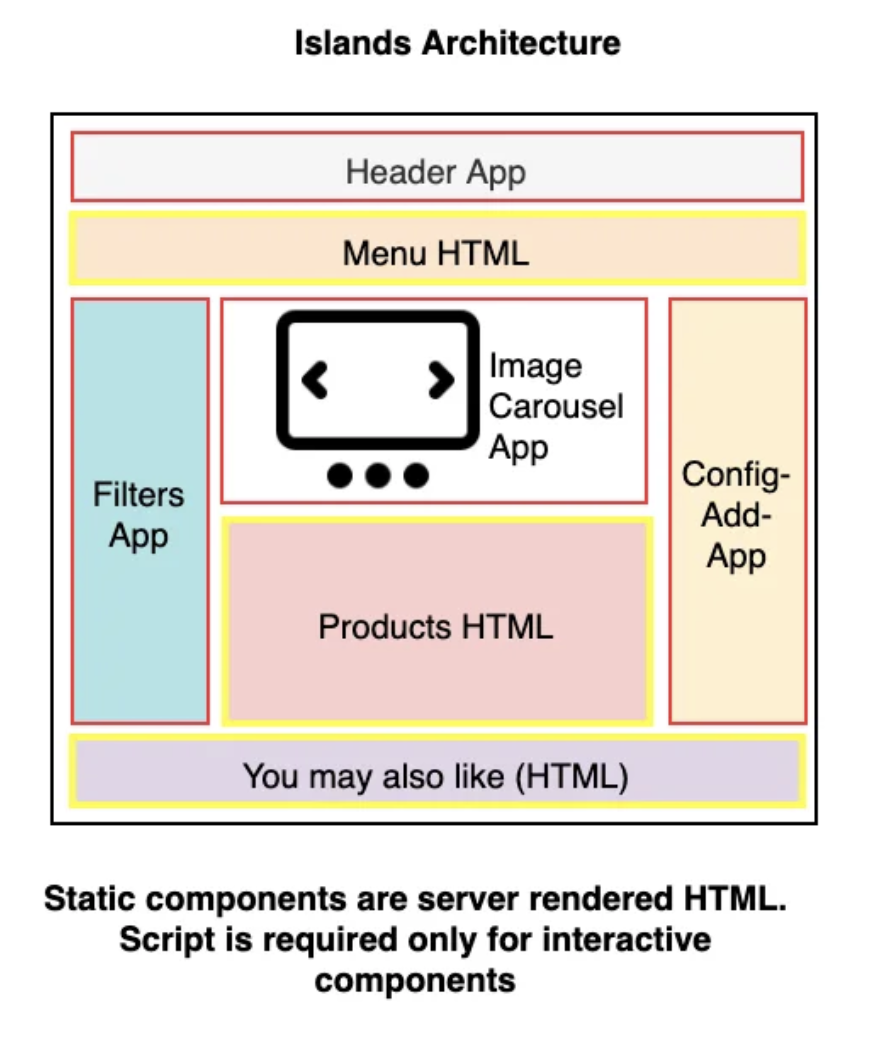 Islands Architecture
Header App
Menu HTML
Filters
App
Image
Carousel
App
Config-
Add-
App
Products HTML
You may also like (HTML)
Static components are server rendered HTML.
Script is required only for interactive
components